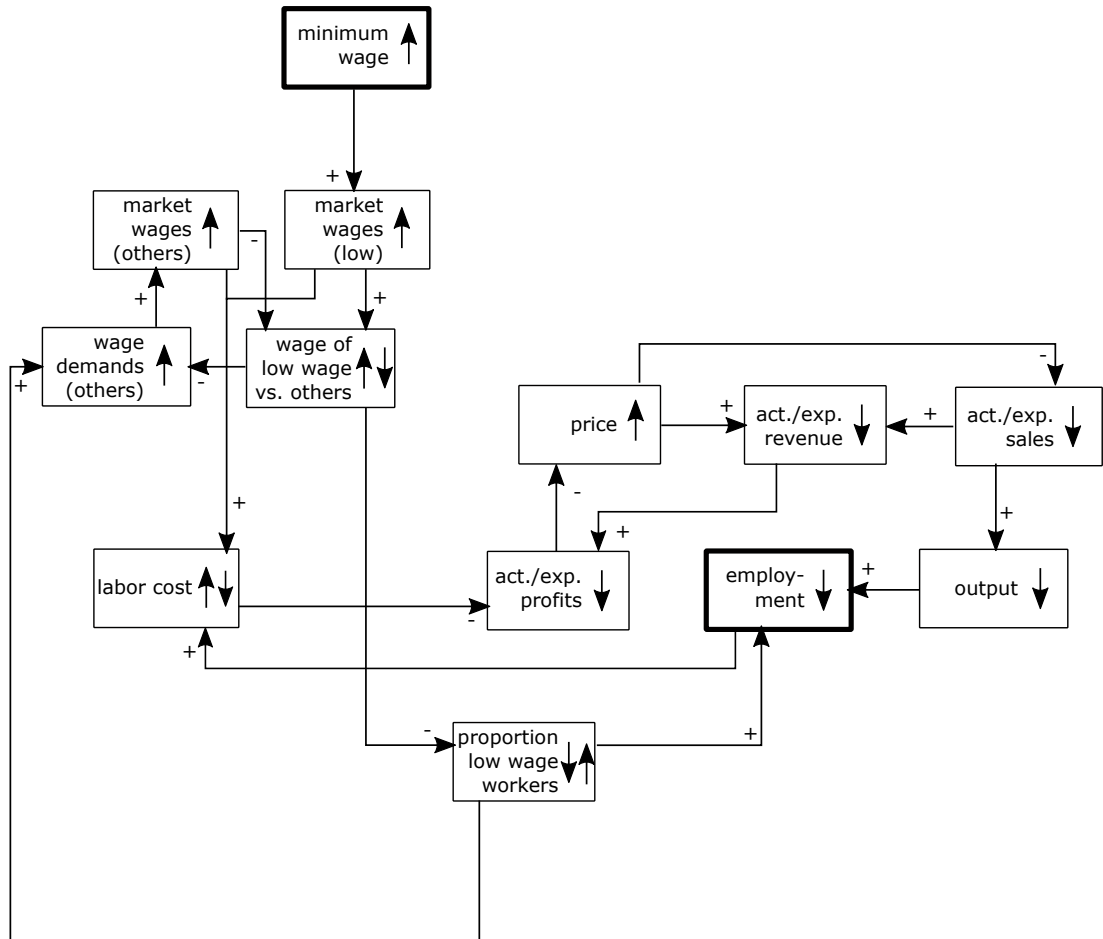 minimum
wage
+
market
wages
(others)
-
market
wages
(low)
+
+
wage
demands
(others)
+
-
wage of
low wage
vs. others
price
+
act./exp.
revenue
+
act./exp.
sales
-
-
+
+
+
labor cost
-
act./exp.
profits
employ-
ment
+
output
+
-
proportion
low wage
workers
+